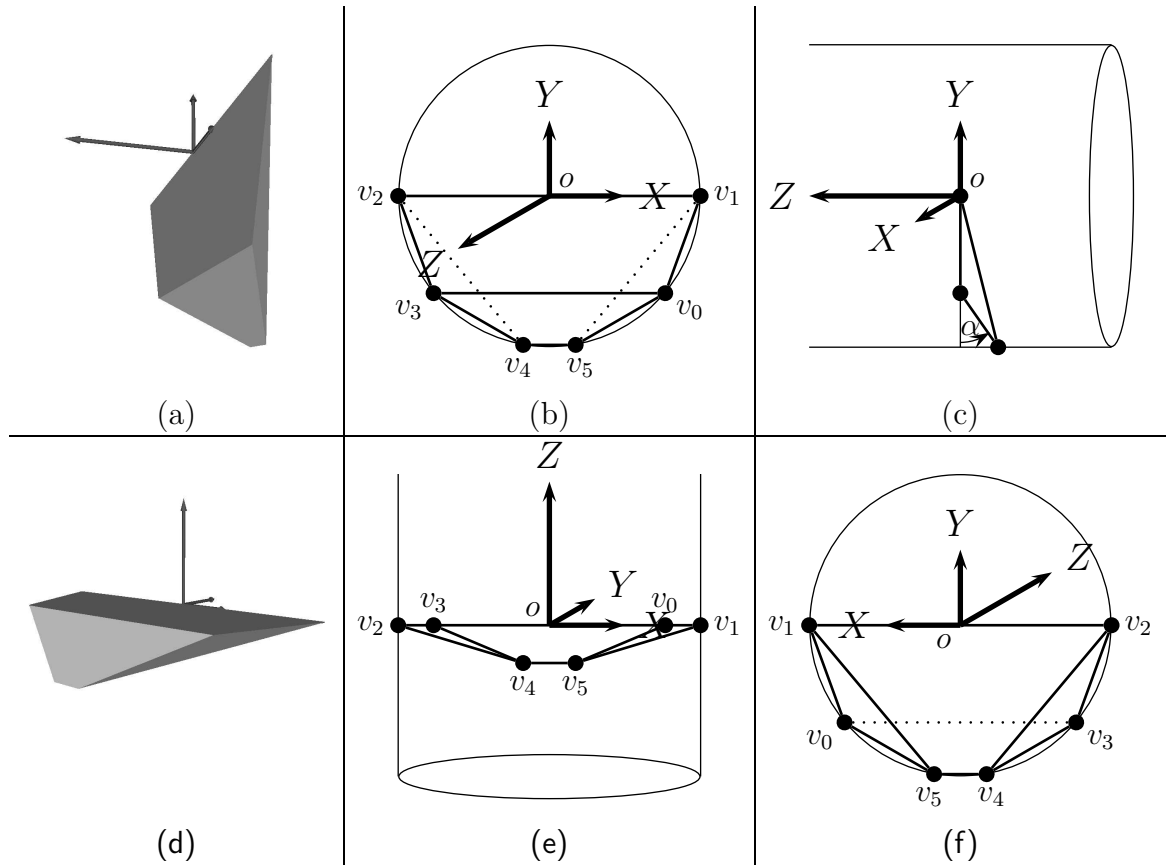 (a)
Y
o
X
Z
v₂
v₁
v₃
v₀
v₄
v₅
(b)
Y
o
Z
X
α
(c)
(d)
Z
Y
o
X
v₃
v₀
v₂
v₁
v₄
v₅
(e)
Y
Z
X
o
v₁
v₂
v₀
v₃
v₅
v₄
(f)